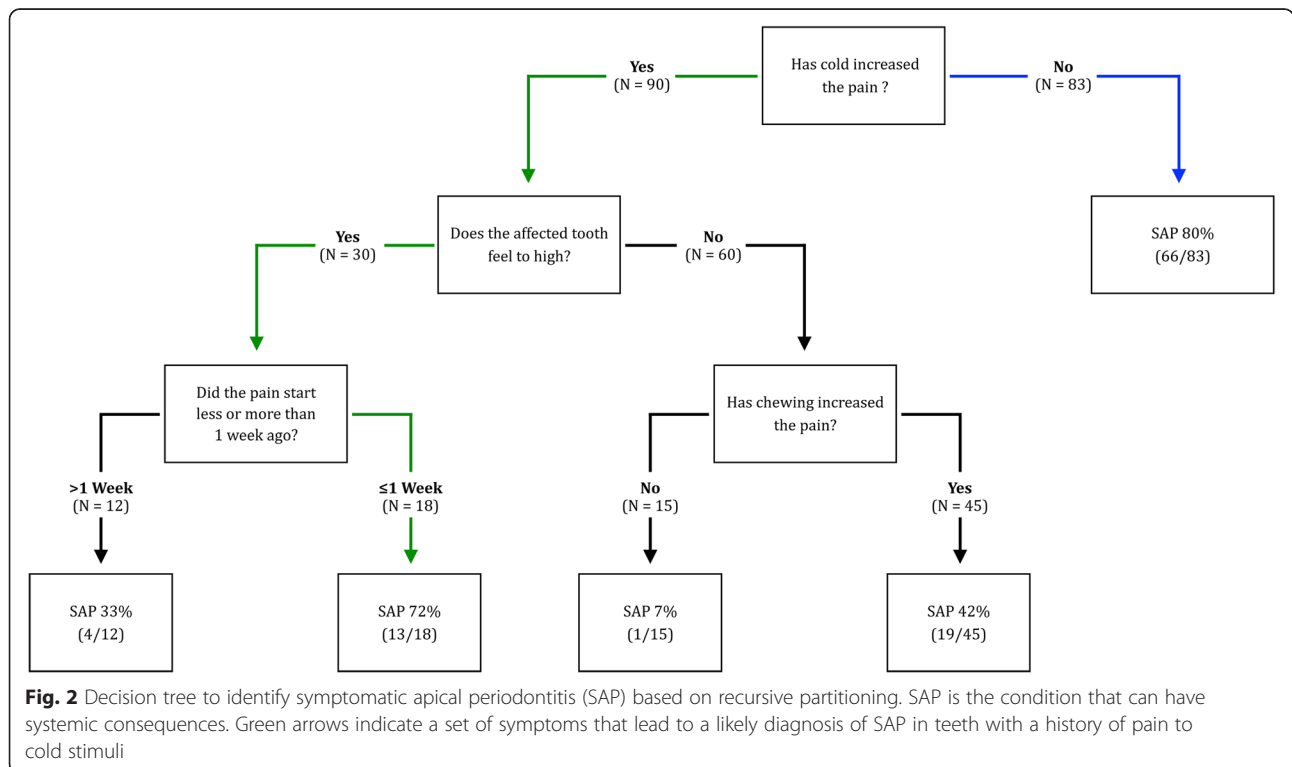 Has cold increased
the pain ?
Yes
(N = 90)
No
(N = 83)
Does the affected tooth
feel to high?
Yes
(N = 30)
No
(N = 60)
SAP 80%
(66/83)
Did the pain start
less or more than
1 week ago?
Has chewing increased
the pain?
>1 Week
(N = 12)
≤1 Week
(N = 18)
No
(N = 15)
Yes
(N = 45)
SAP 33%
(4/12)
SAP 72%
(13/18)
SAP 7%
(1/15)
SAP 42%
(19/45)
Fig. 2 Decision tree to identify symptomatic apical periodontitis (SAP) based on recursive partitioning. SAP is the condition that can have
systemic consequences. Green arrows indicate a set of symptoms that lead to a likely diagnosis of SAP in teeth with a history of pain to
cold stimuli